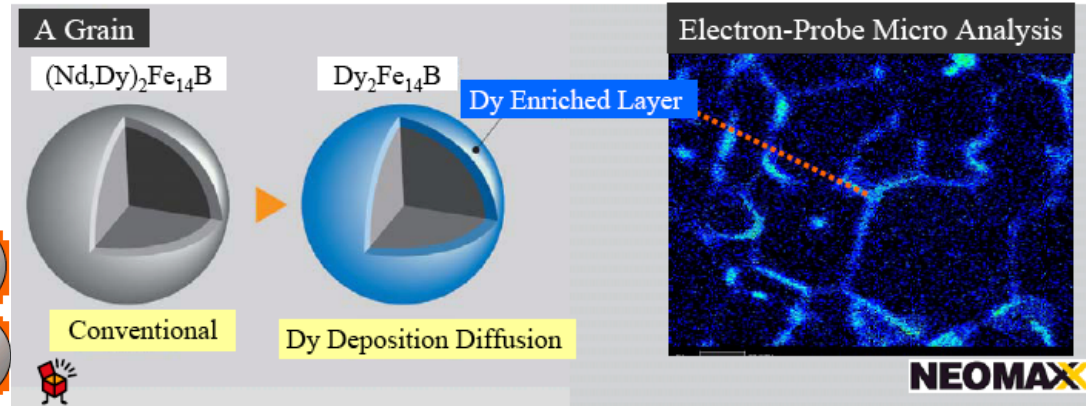 A Grain
(Nd,Dy)₂Fe₁₄B
Dy₂Fe₁₄B
Dy Enriched Layer
Conventional
Dy Deposition Diffusion
Electron-Probe Micro Analysis
NEOMAX